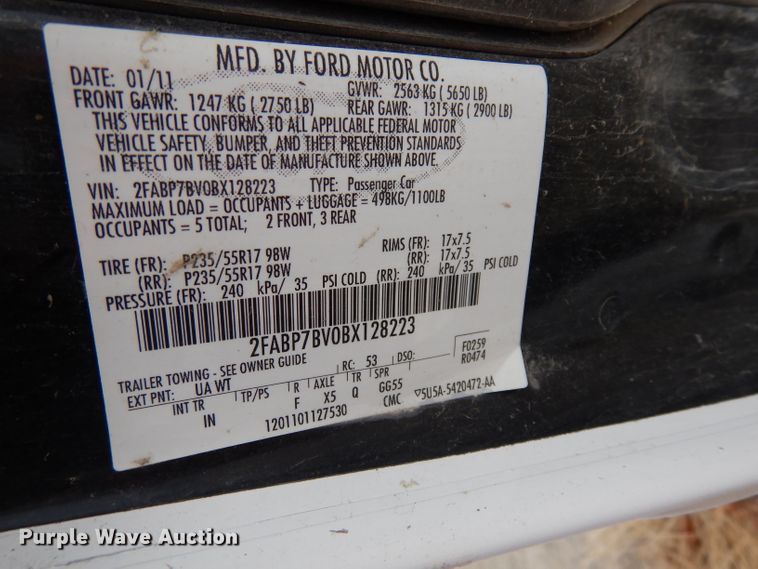 MFD. BY FORD MOTOR CO.
DATE: 01/11 GVWR: 2563 KG ( 5650 LB)
FRONT GAWR: 1247 KG ( 2750 LB) REAR GAWR: 1315 KG ( 2900 LB)
THIS VEHICLE CONFORMS TO ALL APPLICABLE FEDERAL MOTOR
VEHICLE SAFETY, BUMPER, AND THEFT PREVENTION STANDARDS
IN EFFECT ON THE DATE OF MANUFACTURE SHOWN ABOVE.
VIN: 2FABP7BV0BX128223 TYPE: Passenger Car
MAXIMUM LOAD = OCCUPANTS + LUGGAGE = 498KG/1100LB
OCCUPANTS = 5 TOTAL; 2 FRONT, 3 REAR
TIRE (FR): P235/55R17 98W RIMS (FR): 17x7.5
(RR): P235/55R17 98W (RR): 17x7.5
PRESSURE (FR): 240 kPa/ 35 PSI COLD (RR): 240 kPa/ 35 PSI COLD
2FABP7BV0BX128223
TRAILER TOWING - SEE OWNER GUIDE RC: 53 DSO: F0259
EXT PNT: UA WT R0474
INT TR TP/PS R AXLE TR SPR
IN F X5 Q GG55 ▽5U5A-5420472-AA
1201101127530 CMC
Purple Wave Auction